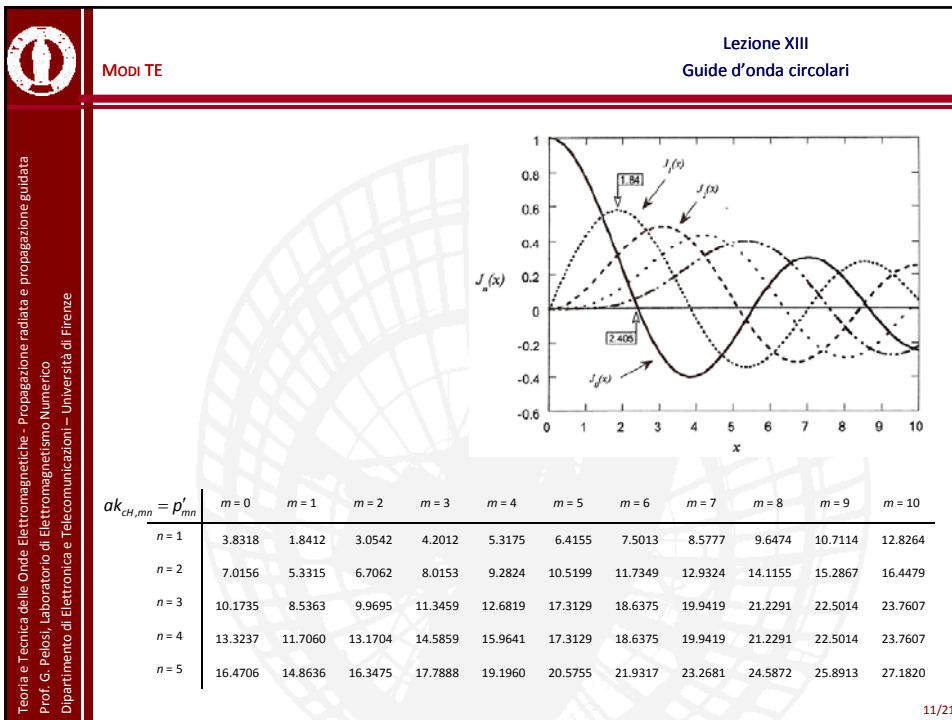 Lezione XIII
MODI TE
Guide d'onda circolari
Teoria e Tecnica delle Onde Elettromagnetiche - Propagazione radiata e propagazione guidata
Prof. G. Pelosi, Laboratorio di Elettromagnetismo Numerico
Dipartimento di Elettronica e Telecomunicazioni – Università di Firenze
1
0.8
0.6
0.4
0.2
0
-0.2
-0.4
-0.6
J_n(x)
1.84
J_1(x)
J_2(x)
2.405
J_0(x)
0 1 2 3 4 5 6 7 8 9 10
x
ak_{cH,mn} = p'_{mn} m = 0 m = 1 m = 2 m = 3 m = 4 m = 5 m = 6 m = 7 m = 8 m = 9 m = 10
n = 1 3.8318 1.8412 3.0542 4.2012 5.3175 6.4155 7.5013 8.5777 9.6474 10.7114 12.8264
n = 2 7.0156 5.3315 6.7062 8.0153 9.2824 10.5199 11.7349 12.9324 14.1155 15.2867 16.4479
n = 3 10.1735 8.5363 9.9695 11.3459 12.6819 17.3129 18.6375 19.9419 21.2291 22.5014 23.7607
n = 4 13.3237 11.7060 13.1704 14.5859 15.9641 17.3129 18.6375 19.9419 21.2291 22.5014 23.7607
n = 5 16.4706 14.8636 16.3475 17.7888 19.1960 20.5755 21.9317 23.2681 24.5872 25.8913 27.1820
11/21